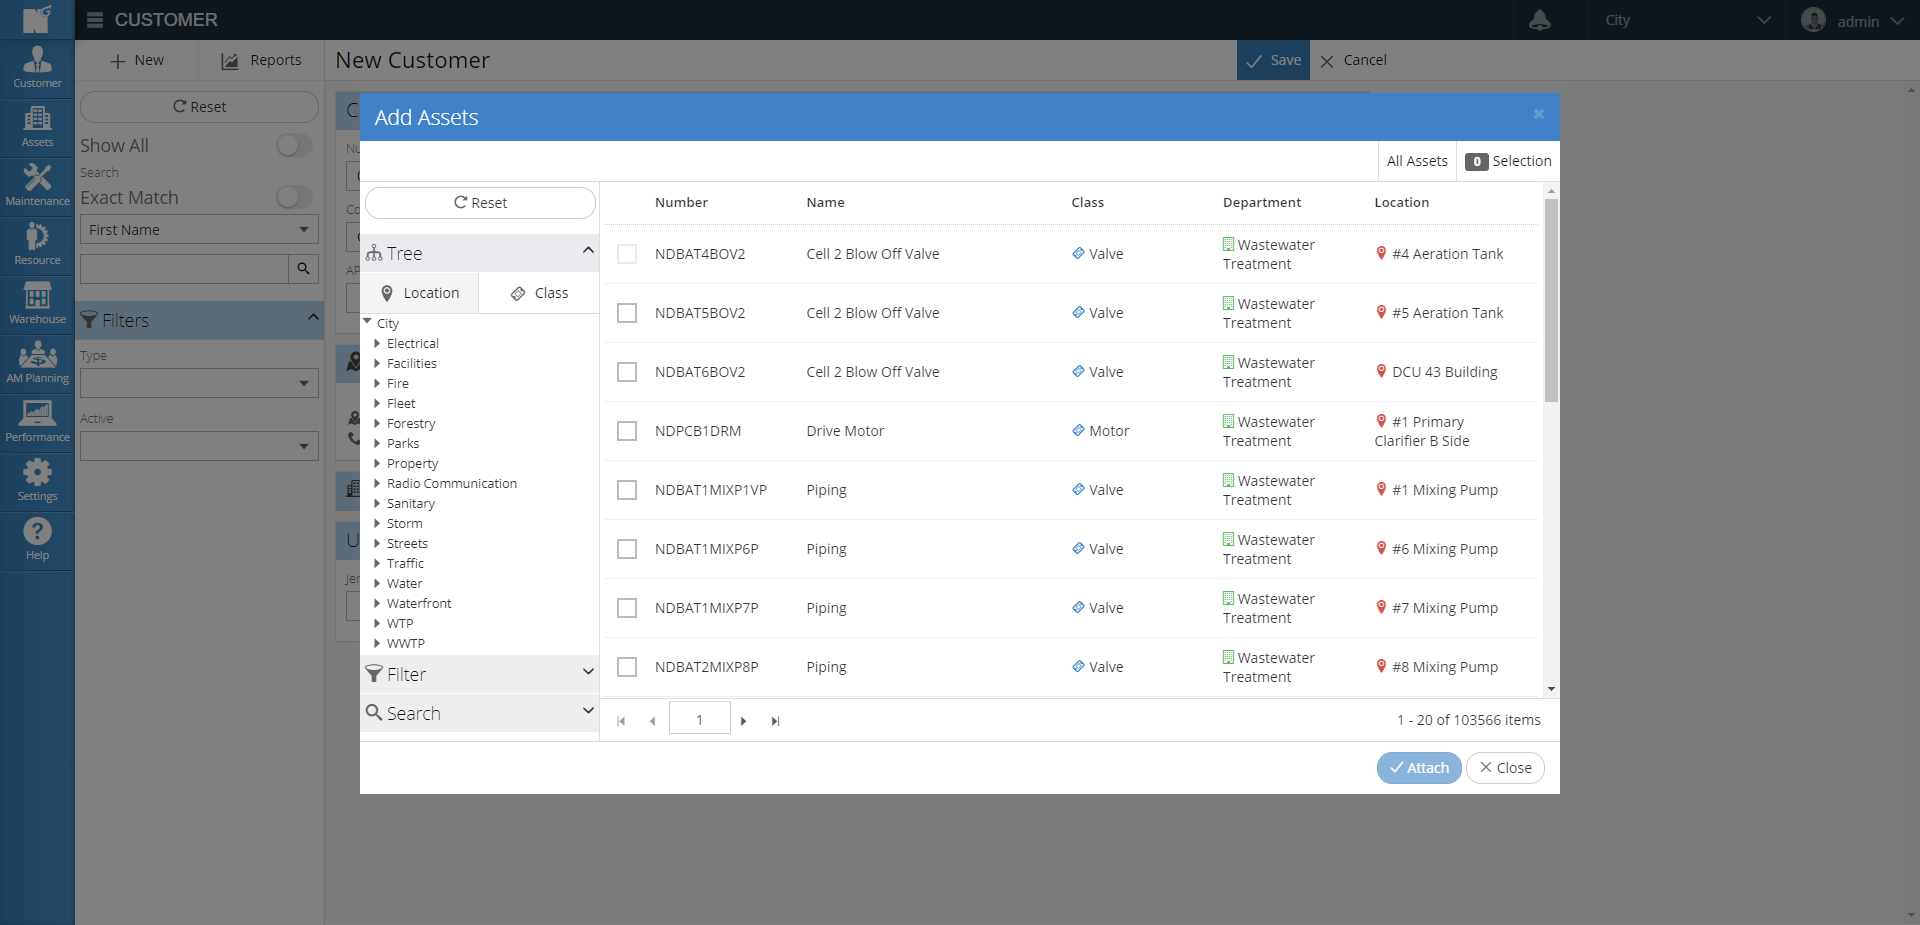 CUSTOMER
City
admin
Customer
Assets
Maintenance
Resource
Warehouse
AM Planning
Performance
Settings
Help
New
Reports
New Customer
Save
Cancel
Reset
Show All
Search
Exact Match
First Name
Filters
Type
Active
Add Assets
All Assets
0 Selection
Reset
Tree
Location
Class
City
Electrical
Facilities
Fire
Fleet
Forestry
Parks
Property
Radio Communication
Sanitary
Storm
Streets
Traffic
Water
Waterfront
WTP
WWTP
Filter
Search
Number Name Class Department Location
NDBAT4BOV2 Cell 2 Blow Off Valve Valve Wastewater Treatment #4 Aeration Tank
NDBAT5BOV2 Cell 2 Blow Off Valve Valve Wastewater Treatment #5 Aeration Tank
NDBAT6BOV2 Cell 2 Blow Off Valve Valve Wastewater Treatment DCU 43 Building
NDPCB1DRM Drive Motor Motor Wastewater Treatment #1 Primary Clarifier B Side
NDBAT1MIXP1VP Piping Valve Wastewater Treatment #1 Mixing Pump
NDBAT1MIXP6P Piping Valve Wastewater Treatment #6 Mixing Pump
NDBAT1MIXP7P Piping Valve Wastewater Treatment #7 Mixing Pump
NDBAT2MIXP8P Piping Valve Wastewater Treatment #8 Mixing Pump
1
1 - 20 of 103566 items
Attach
Close